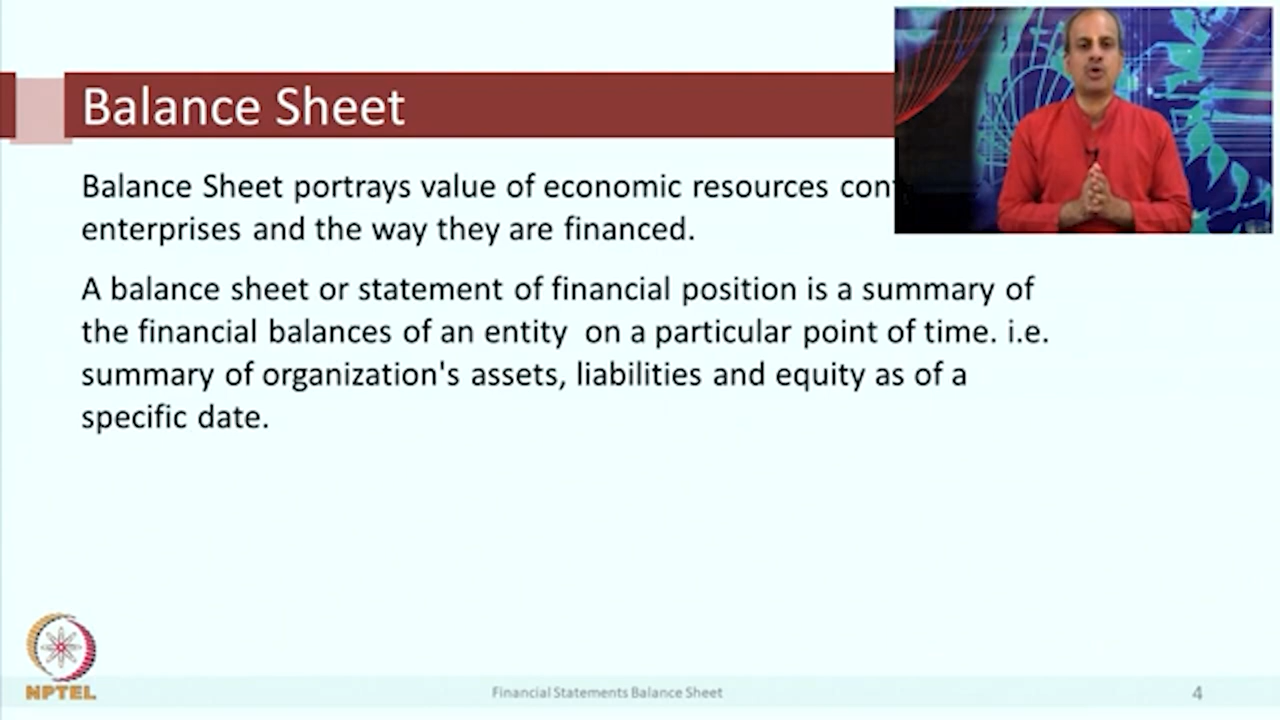 Balance Sheet
Balance Sheet portrays value of economic resources
enterprises and the way they are financed.
A balance sheet or statement of financial position is a summary of
the financial balances of an entity on a particular point of time. i.e.
summary of organization's assets, liabilities and equity as of a
specific date.
NPTEL
Financial Statements Balance Sheet
4